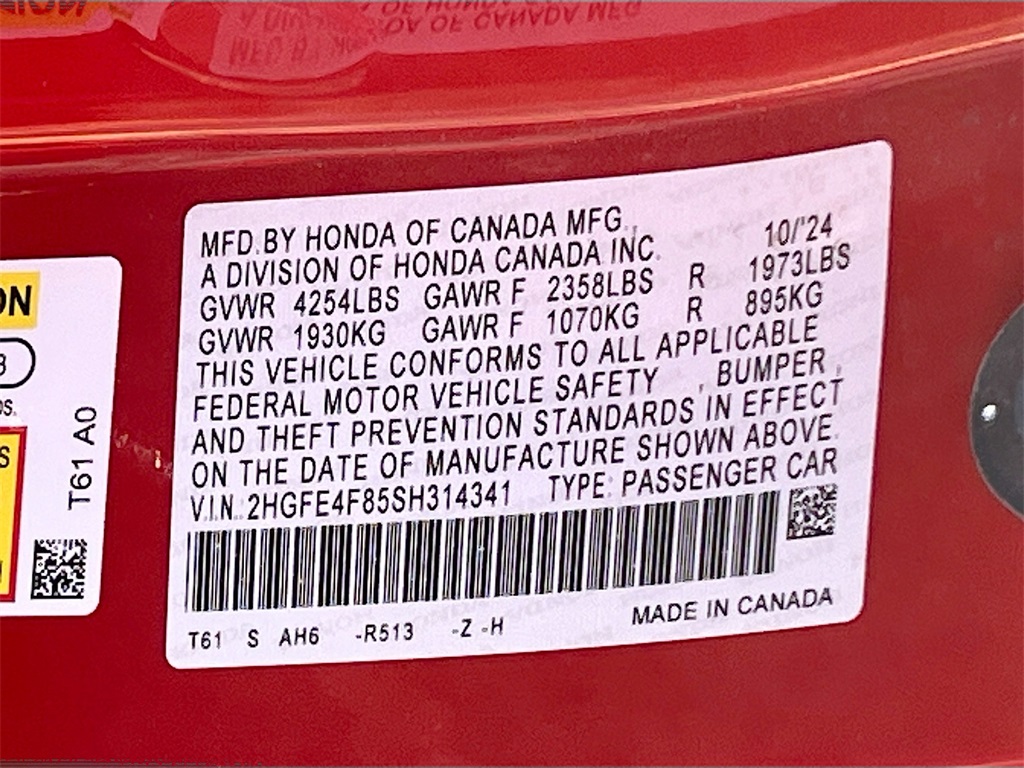 MFD.BY HONDA OF CANADA MFG.,
A DIVISION OF HONDA CANADA INC. 10/'24
GVWR 4254LBS GAWR F 2358LBS R 1973LBS
GVWR 1930KG GAWR F 1070KG R 895KG
THIS VEHICLE CONFORMS TO ALL APPLICABLE
FEDERAL MOTOR VEHICLE SAFETY , BUMPER ,
AND THEFT PREVENTION STANDARDS IN EFFECT
ON THE DATE OF MANUFACTURE SHOWN ABOVE.
V.I.N.: 2HGFE4F85SH314341 TYPE: PASSENGER CAR
T61 S AH6 -R513 -Z -H MADE IN CANADA
T61 A0